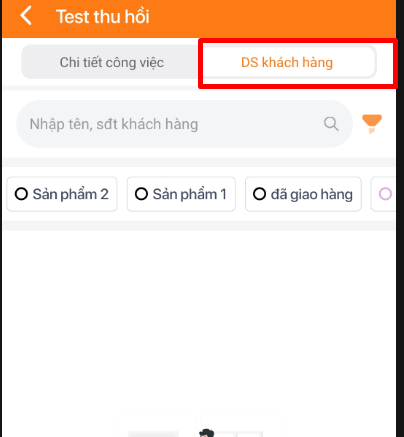 Test thu hồi
Chi tiết công việc
DS khách hàng
Nhập tên, sđt khách hàng
Sản phẩm 2
Sản phẩm 1
đã giao hàng